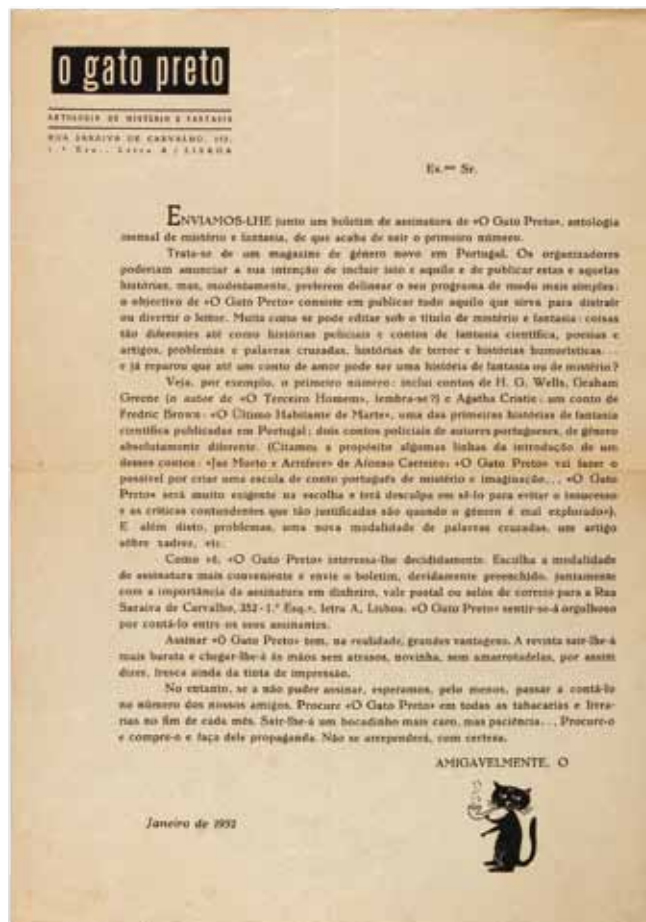 o gato preto
ANTOLOGIA DE MISTÉRIO E FANTASIA
RUA SARAIVA DE CARVALHO, 352,
1.º Esq., Letra A / LISBOA
Ex.mo Sr.
ENVIAMOS-LHE junto um boletim de assinatura de «O Gato Preto», antologia
mensal de mistério e fantasia, de que acaba de sair o primeiro número.
Trata-se de um magazine de género novo em Portugal. Os organizadores
poderiam anunciar a sua intenção de incluir isto e aquilo e de publicar estas e aquelas
histórias, mas, modestamente, preferem delinear o seu programa de modo mais simples:
o objectivo de «O Gato Preto» consiste em publicar tudo aquilo que sirva para distrair
ou divertir o leitor. Muita coisa se pode editar sob o título de mistério e fantasia: coisas
tão diferentes até como histórias policiais e contos de fantasia científica, poesias e
artigos, problemas e palavras cruzadas, histórias de terror e histórias humorísticas...
e já reparou que até um conto de amor pode ser uma história de fantasia ou de mistério?
Veja, por exemplo, o primeiro número: inclui contos de H. G. Wells, Graham
Greene (o autor de «O Terceiro Homem», lembra-se?) e Agatha Cristie; um conto de
Fredric Brown: «O Último Habitante de Marte», uma das primeiras histórias de fantasia
científica publicadas em Portugal; dois contos policiais de autores portugueses, de género
absolutamente diferente. (Citamos a propósito algumas linhas da introdução de um
desses contos: «Jaz Morto e Arrefece» de Afonso Carreiro: «O Gato Preto» vai fazer o
possível por criar uma escola de conto português de mistério e imaginação... «O Gato
Preto» será muito exigente na escolha e terá desculpa em sê-lo para evitar o insucesso
e as críticas contundentes que tão justificadas são quando o género é mal explorado»).
E além disto, problemas, uma nova modalidade de palavras cruzadas, um artigo
sôbre xadrez, etc.
Como vê, «O Gato Preto» interessa-lhe decididamente. Escolha a modalidade
de assinatura mais conveniente e envie o boletim, devidamente preenchido, juntamente
com a importância da assinatura em dinheiro, vale postal ou selos de correio para a Rua
Saraiva de Carvalho, 352-1.º Esq.º, letra A, Lisboa. «O Gato Preto» sentir-se-á orgulhoso
por contá-lo entre os seus assinantes.
Assinar «O Gato Preto» tem, na realidade, grandes vantagens. A revista sair-lhe-á
mais barata e chegar-lhe-á às mãos sem atrasos, novinha, sem amarrotadelas, por assim
dizer, fresca ainda da tinta de impressão.
No entanto, se a não puder assinar, esperamos, pelo menos, passar a contá-lo
no número dos nossos amigos. Procure «O Gato Preto» em todas as tabacarias e livra-
rias no fim de cada mês. Sair-lhe-á um bocadinho mais caro, mas paciência... Procure-o
e compre-o e faça dele propaganda. Não se arrependerá, com certeza.
AMIGAVELMENTE, O
Janeiro de 1952